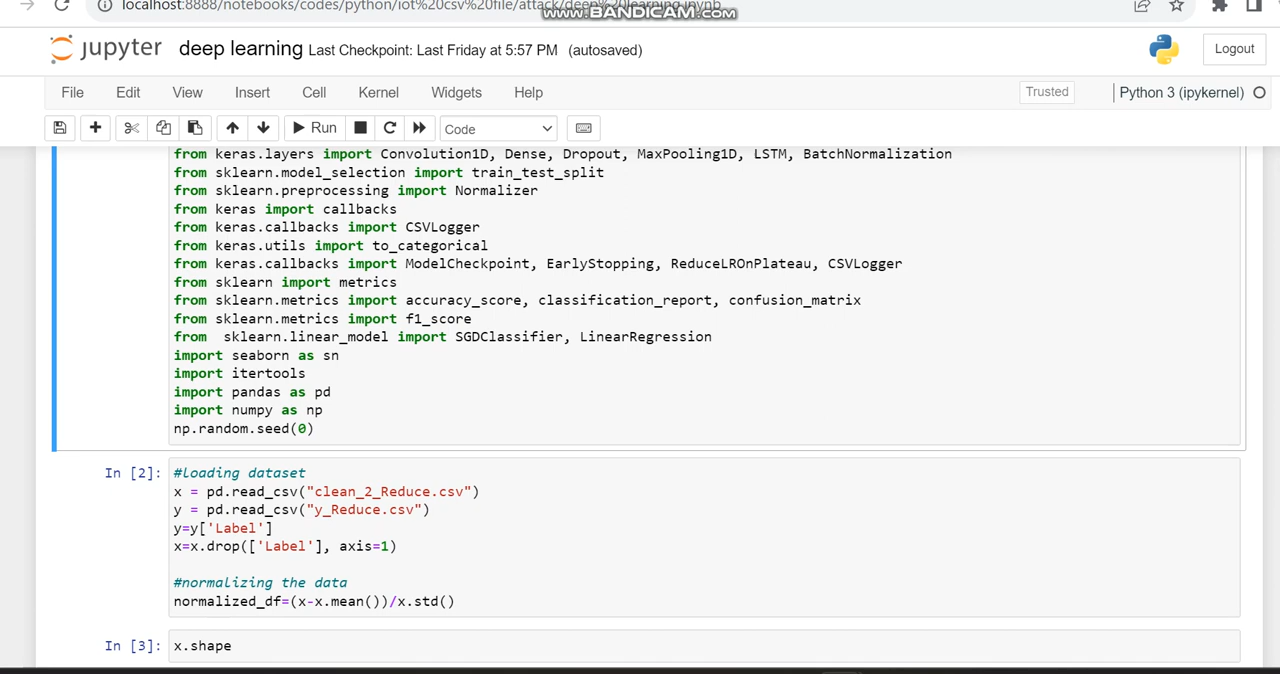 localhost:8888/notebooks/codes/python/iot%20csv%20file/attack/deep%20learning.ipynb
www.BANDICAM.com
jupyter deep learning Last Checkpoint: Last Friday at 5:57 PM (autosaved)
Logout
File Edit View Insert Cell Kernel Widgets Help
Trusted
Python 3 (ipykernel)
Run
Code
from keras.layers import Convolution1D, Dense, Dropout, MaxPooling1D, LSTM, BatchNormalization
from sklearn.model_selection import train_test_split
from sklearn.preprocessing import Normalizer
from keras import callbacks
from keras.callbacks import CSVLogger
from keras.utils import to_categorical
from keras.callbacks import ModelCheckpoint, EarlyStopping, ReduceLROnPlateau, CSVLogger
from sklearn import metrics
from sklearn.metrics import accuracy_score, classification_report, confusion_matrix
from sklearn.metrics import f1_score
from  sklearn.linear_model import SGDClassifier, LinearRegression
import seaborn as sn
import itertools
import pandas as pd
import numpy as np
np.random.seed(0)
In [2]:
#loading dataset
x = pd.read_csv("clean_2_Reduce.csv")
y = pd.read_csv("y_Reduce.csv")
y=y['Label']
x=x.drop(['Label'], axis=1)
#normalizing the data
normalized_df=(x-x.mean())/x.std()
In [3]:
x.shape